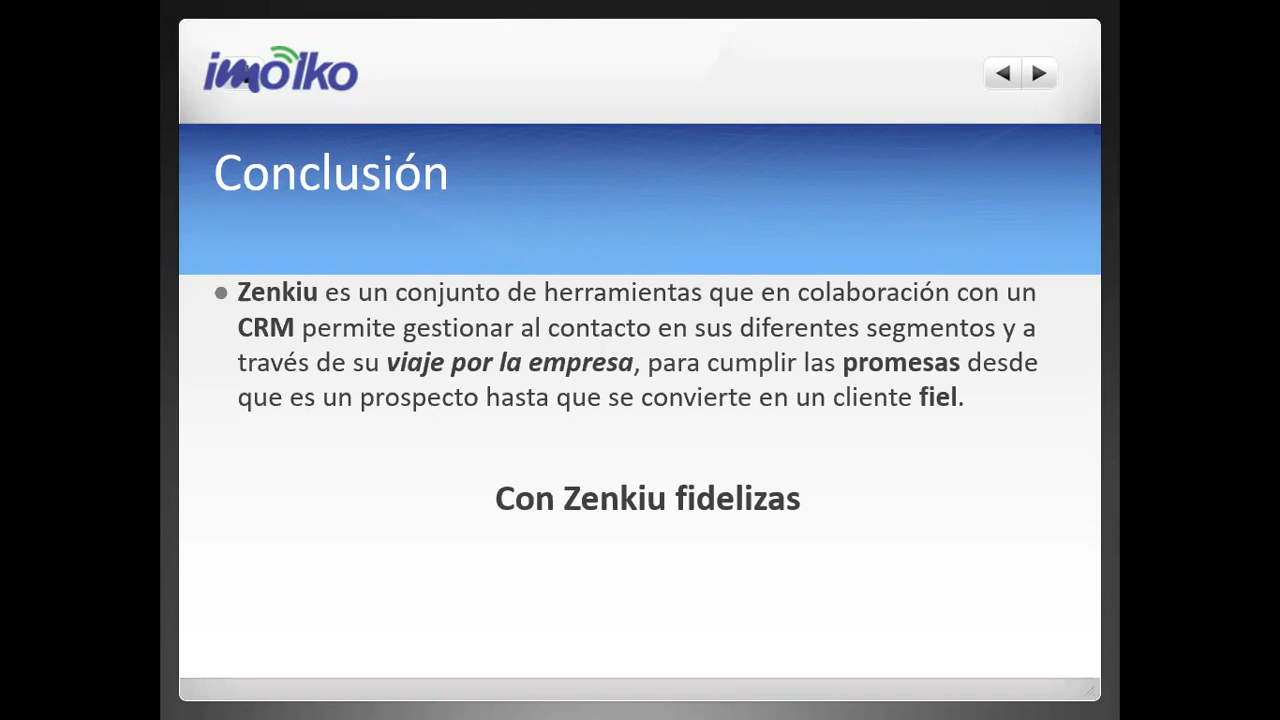 imolko
Conclusión
Zenkiu es un conjunto de herramientas que en colaboración con un
CRM permite gestionar al contacto en sus diferentes segmentos y a
través de su viaje por la empresa, para cumplir las promesas desde
que es un prospecto hasta que se convierte en un cliente fiel.
Con Zenkiu fidelizas